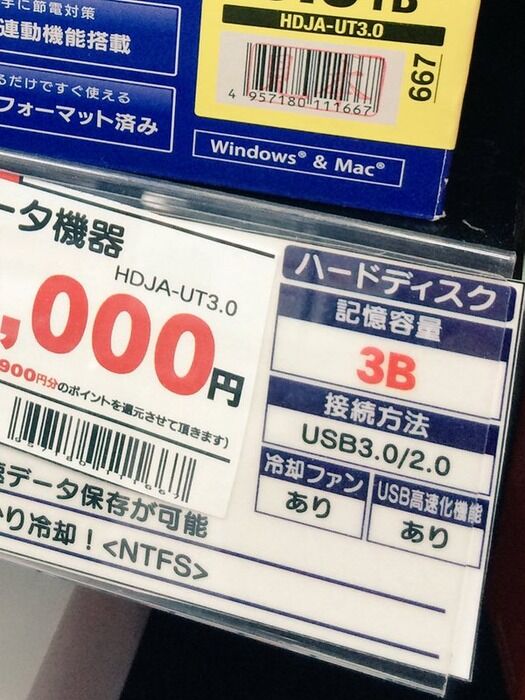 手に節電対策
連動機能搭載
るだけですぐ使える
フォーマット済み
TB
HDJA-UT3.0
4 957180 111667
667
Windows® & Mac®
ータ機器
HDJA-UT3.0
,000円
900円分のポイントを還元させて頂きます)
速データ保存が可能
かり冷却！<NTFS>
ハードディスク
記憶容量
3B
接続方法
USB3.0/2.0
冷却ファン
あり
USB高速化機能
あり